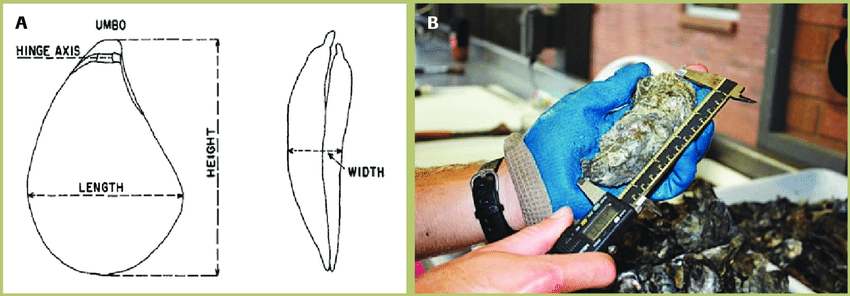 A
UMBO
HINGE AXIS
LENGTH
HEIGHT
WIDTH
B